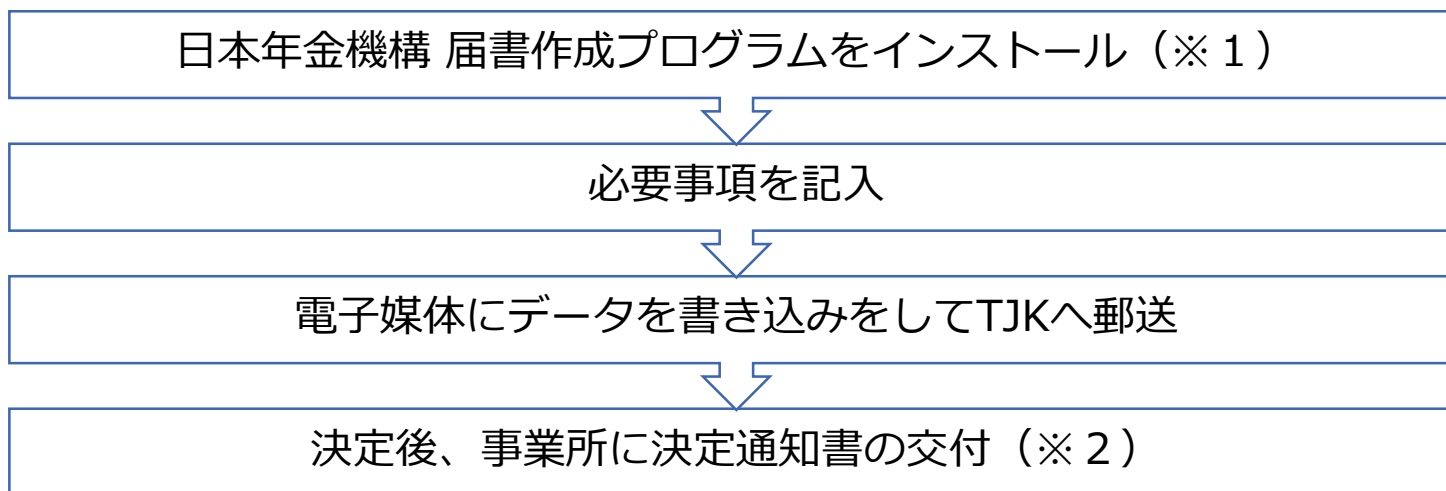 日本年金機構 届書作成プログラムをインストール（※１）
必要事項を記入
電子媒体にデータを書き込みをしてTJKへ郵送
決定後、事業所に決定通知書の交付（※２）